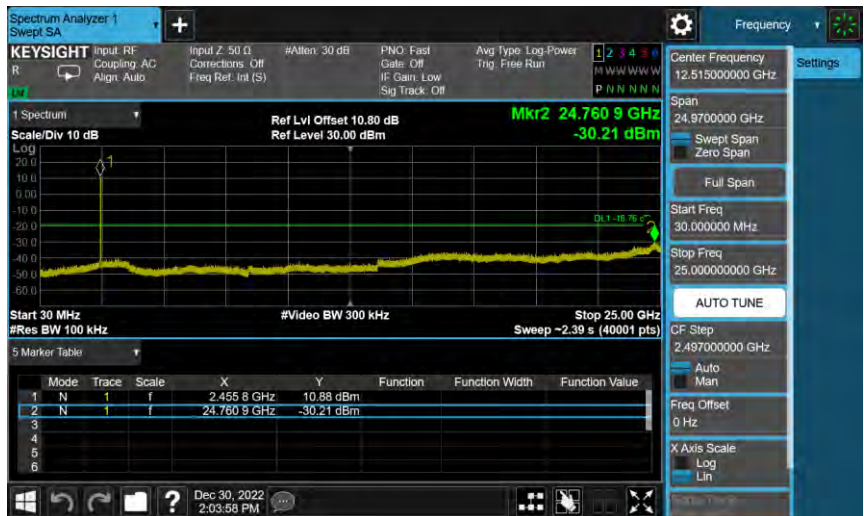 Spectrum Analyzer 1
Swept SA
Frequency
KEYSIGHT
R
Input: RF
Coupling: AC
Align: Auto
Input Z: 50 Ω
Corrections: Off
Freq Ref: Int (S)
#Atten: 30 dB
PNO: Fast
Gate: Off
IF Gain: Low
Sig Track: Off
Avg Type: Log-Power
Trig: Free Run
1 2 3 4 5 6
M W W W W W
P N N N N N
1 Spectrum
Scale/Div 10 dB
Ref Lvl Offset 10.80 dB
Ref Level 30.00 dBm
Mkr2 24.760 9 GHz
-30.21 dBm
Log
20.0
10.0
0.00
-10.0
-20.0
-30.0
-40.0
-50.0
-60.0
1
Start 30 MHz
#Res BW 100 kHz
#Video BW 300 kHz
Stop 25.00 GHz
Sweep ~2.39 s (40001 pts)
5 Marker Table
Mode Trace Scale X Y Function Function Width Function Value
1 N 1 f 2.455 8 GHz 10.88 dBm
2 N 1 f 24.760 9 GHz -30.21 dBm
3
4
5
6
Dec 30, 2022
2:03:58 PM
Center Frequency
12.515000000 GHz
Settings
Span
24.9700000 GHz
Swept Span
Zero Span
Full Span
Start Freq
30.000000 MHz
Stop Freq
25.000000000 GHz
AUTO TUNE
CF Step
2.497000000 GHz
Auto
Man
Freq Offset
0 Hz
X Axis Scale
Log
Lin